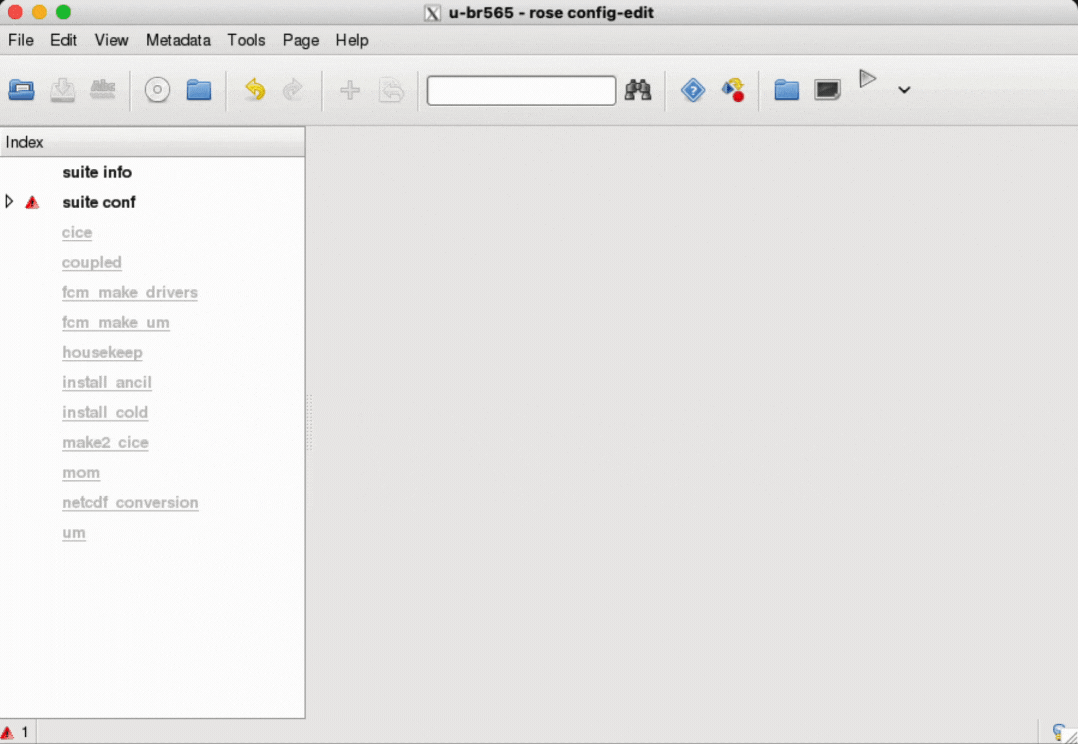 u-br565 - rose config-edit
File Edit View Metadata Tools Page Help
Abc
Index
suite info
suite conf
cice
coupled
fcm_make_drivers
fcm_make_um
housekeep
install_ancil
install_cold
make2_cice
mom
netcdf_conversion
um
1